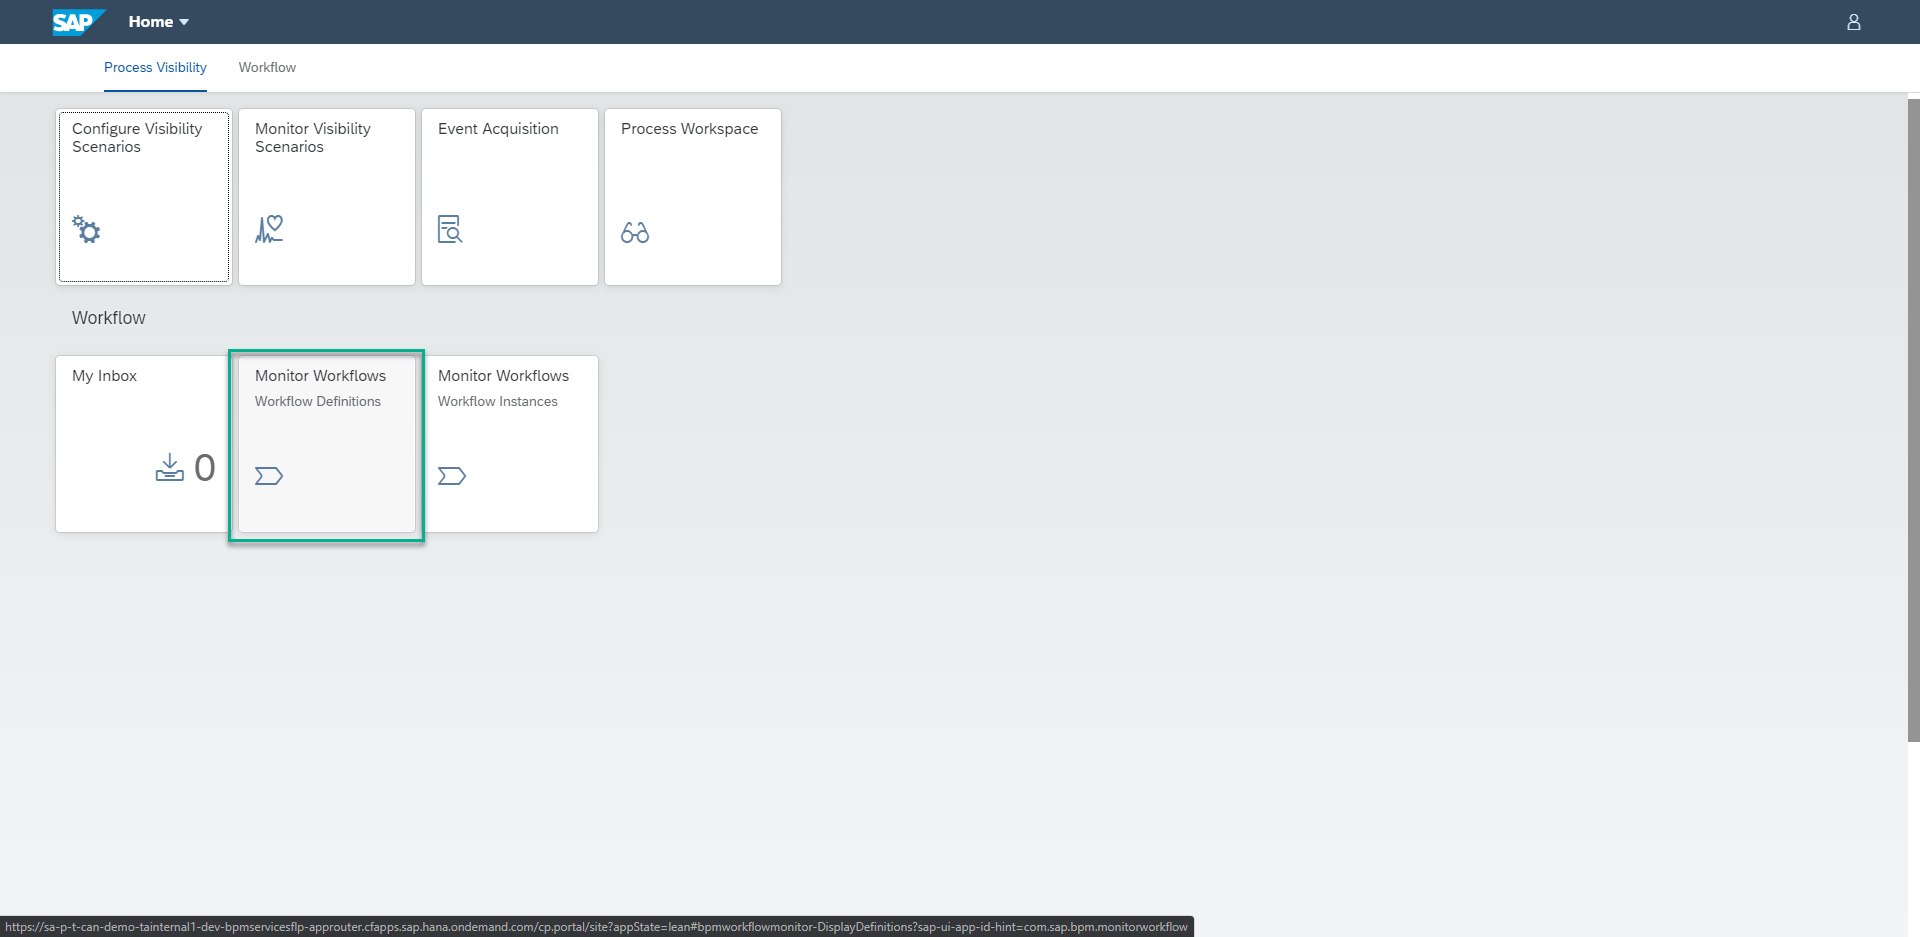 SAP Home
Process Visibility Workflow
Configure Visibility
Scenarios
Monitor Visibility
Scenarios
Event Acquisition
Process Workspace
Workflow
My Inbox
0
Monitor Workflows
Workflow Definitions
Monitor Workflows
Workflow Instances
https://sa-p-t-can-demo-tainternal1-dev-bpmservicesflp-approuter.cfapps.sap.hana.ondemand.com/cp.portal/site?appState=lean#bpmworkflowmonitor-DisplayDefinitions?sap-ui-app-id-hint=com.sap.bpm.monitorworkflow